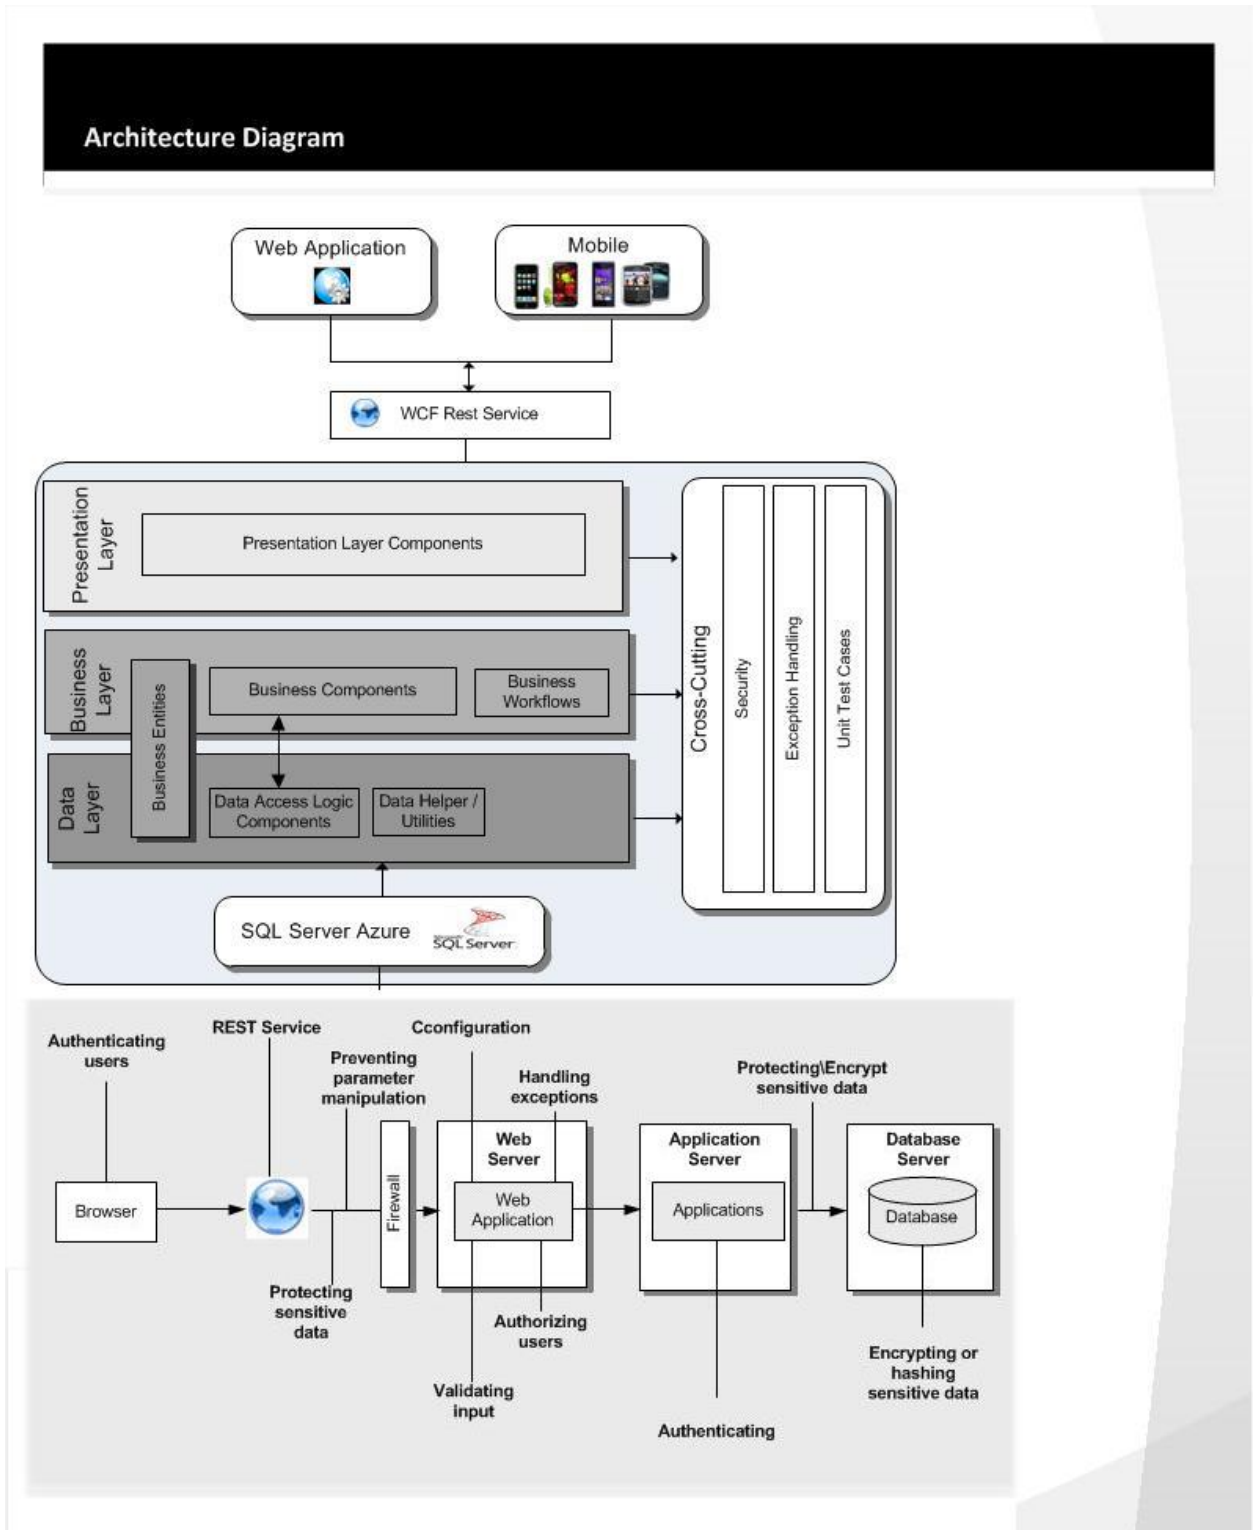 Architecture Diagram
Web Application
Mobile
WCF Rest Service
Presentation
Layer
Presentation Layer Components
Business
Layer
Business Entities
Business Components
Business
Workflows
Data
Layer
Data Access Logic
Components
Data Helper /
Utilities
Cross-Cutting
Security
Exception Handling
Unit Test Cases
SQL Server Azure
SQL Server
Authenticating
users
REST Service
Preventing
parameter
manipulation
Cconfiguration
Handling
exceptions
Protecting\Encrypt
sensitive data
Browser
Firewall
Web
Server
Web
Application
Application
Server
Applications
Database
Server
Database
Protecting
sensitive
data
Validating
input
Authorizing
users
Authenticating
Encrypting or
hashing
sensitive data